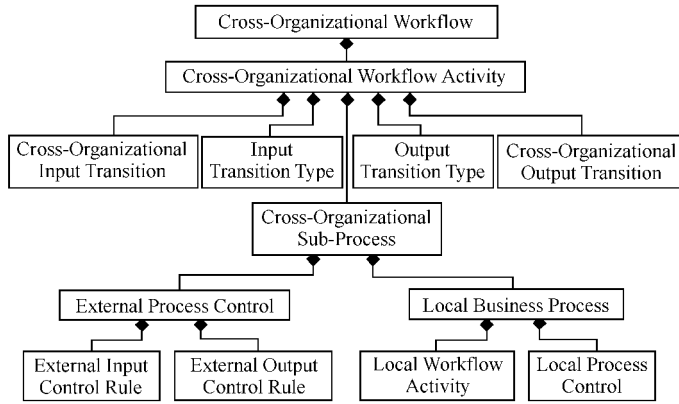 Cross-Organizational Workflow
Cross-Organizational Workflow Activity
Cross-Organizational
Input Transition
Input
Transition Type
Output
Transition Type
Cross-Organizational
Output Transition
Cross-Organizational
Sub-Process
External Process Control
Local Business Process
External Input
Control Rule
External Output
Control Rule
Local Workflow
Activity
Local Process
Control